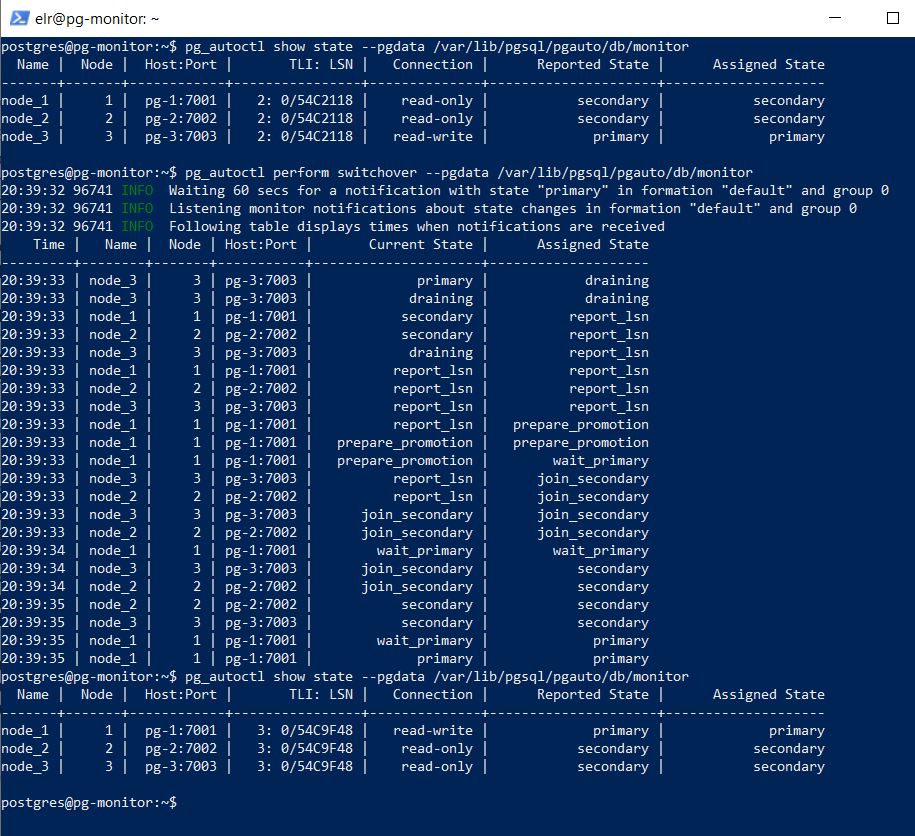 elr@pg-monitor: ~
postgres@pg-monitor:~$ pg_autoctl show state --pgdata /var/lib/pgsql/pgauto/db/monitor
  Name |  Node |  Host:Port |       TLI: LSN |   Connection |      Reported State |      Assigned State
-------+-------+------------+----------------+--------------+---------------------+--------------------
node_1 |     1 |  pg-1:7001 |   2: 0/54C2118 |    read-only |           secondary |           secondary
node_2 |     2 |  pg-2:7002 |   2: 0/54C2118 |    read-only |           secondary |           secondary
node_3 |     3 |  pg-3:7003 |   2: 0/54C2118 |   read-write |             primary |             primary
postgres@pg-monitor:~$ pg_autoctl perform switchover --pgdata /var/lib/pgsql/pgauto/db/monitor
20:39:32 96741 INFO  Waiting 60 secs for a notification with state "primary" in formation "default" and group 0
20:39:32 96741 INFO  Listening monitor notifications about state changes in formation "default" and group 0
20:39:32 96741 INFO  Following table displays times when notifications are received
    Time |   Name |  Node | Host:Port |       Current State |      Assigned State
---------+--------+-------+-----------+---------------------+--------------------
20:39:33 | node_3 |     3 | pg-3:7003 |             primary |            draining
20:39:33 | node_3 |     3 | pg-3:7003 |            draining |            draining
20:39:33 | node_1 |     1 | pg-1:7001 |           secondary |          report_lsn
20:39:33 | node_2 |     2 | pg-2:7002 |           secondary |          report_lsn
20:39:33 | node_3 |     3 | pg-3:7003 |            draining |          report_lsn
20:39:33 | node_1 |     1 | pg-1:7001 |          report_lsn |          report_lsn
20:39:33 | node_2 |     2 | pg-2:7002 |          report_lsn |          report_lsn
20:39:33 | node_3 |     3 | pg-3:7003 |          report_lsn |          report_lsn
20:39:33 | node_1 |     1 | pg-1:7001 |          report_lsn |   prepare_promotion
20:39:33 | node_1 |     1 | pg-1:7001 |   prepare_promotion |   prepare_promotion
20:39:33 | node_1 |     1 | pg-1:7001 |   prepare_promotion |        wait_primary
20:39:33 | node_3 |     3 | pg-3:7003 |          report_lsn |      join_secondary
20:39:33 | node_2 |     2 | pg-2:7002 |          report_lsn |      join_secondary
20:39:33 | node_3 |     3 | pg-3:7003 |      join_secondary |      join_secondary
20:39:33 | node_2 |     2 | pg-2:7002 |      join_secondary |      join_secondary
20:39:34 | node_1 |     1 | pg-1:7001 |        wait_primary |        wait_primary
20:39:34 | node_3 |     3 | pg-3:7003 |      join_secondary |           secondary
20:39:34 | node_2 |     2 | pg-2:7002 |      join_secondary |           secondary
20:39:35 | node_2 |     2 | pg-2:7002 |           secondary |           secondary
20:39:35 | node_3 |     3 | pg-3:7003 |           secondary |           secondary
20:39:35 | node_1 |     1 | pg-1:7001 |        wait_primary |             primary
20:39:35 | node_1 |     1 | pg-1:7001 |             primary |             primary
postgres@pg-monitor:~$ pg_autoctl show state --pgdata /var/lib/pgsql/pgauto/db/monitor
  Name |  Node |  Host:Port |       TLI: LSN |   Connection |      Reported State |      Assigned State
-------+-------+------------+----------------+--------------+---------------------+--------------------
node_1 |     1 |  pg-1:7001 |   3: 0/54C9F48 |   read-write |             primary |             primary
node_2 |     2 |  pg-2:7002 |   3: 0/54C9F48 |    read-only |           secondary |           secondary
node_3 |     3 |  pg-3:7003 |   3: 0/54C9F48 |    read-only |           secondary |           secondary
postgres@pg-monitor:~$